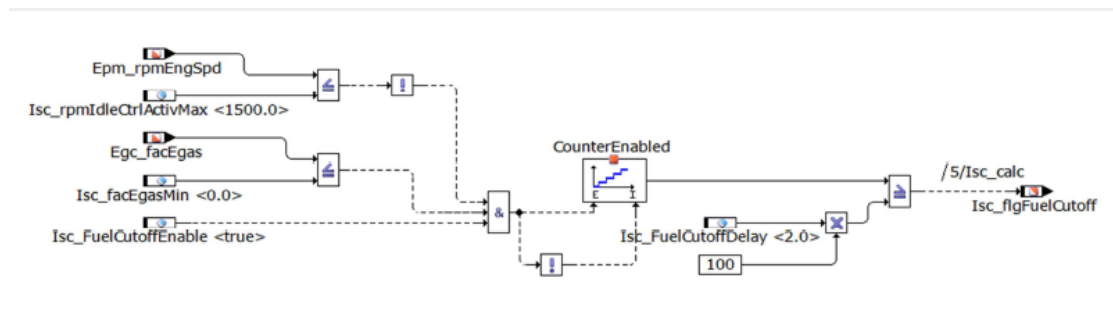 Epm_rpmEngSpd
Isc_rpmIdleCtrlActivMax <1500.0>
!
Egc_facEgas
Isc_facEgasMin <0.0>
Isc_FuelCutoffEnable <true>
≤
≤
&
!
CounterEnabled
E I
Isc_FuelCutoffDelay <2.0>
100
≥
/5/Isc_calc
Isc_flgFuelCutoff